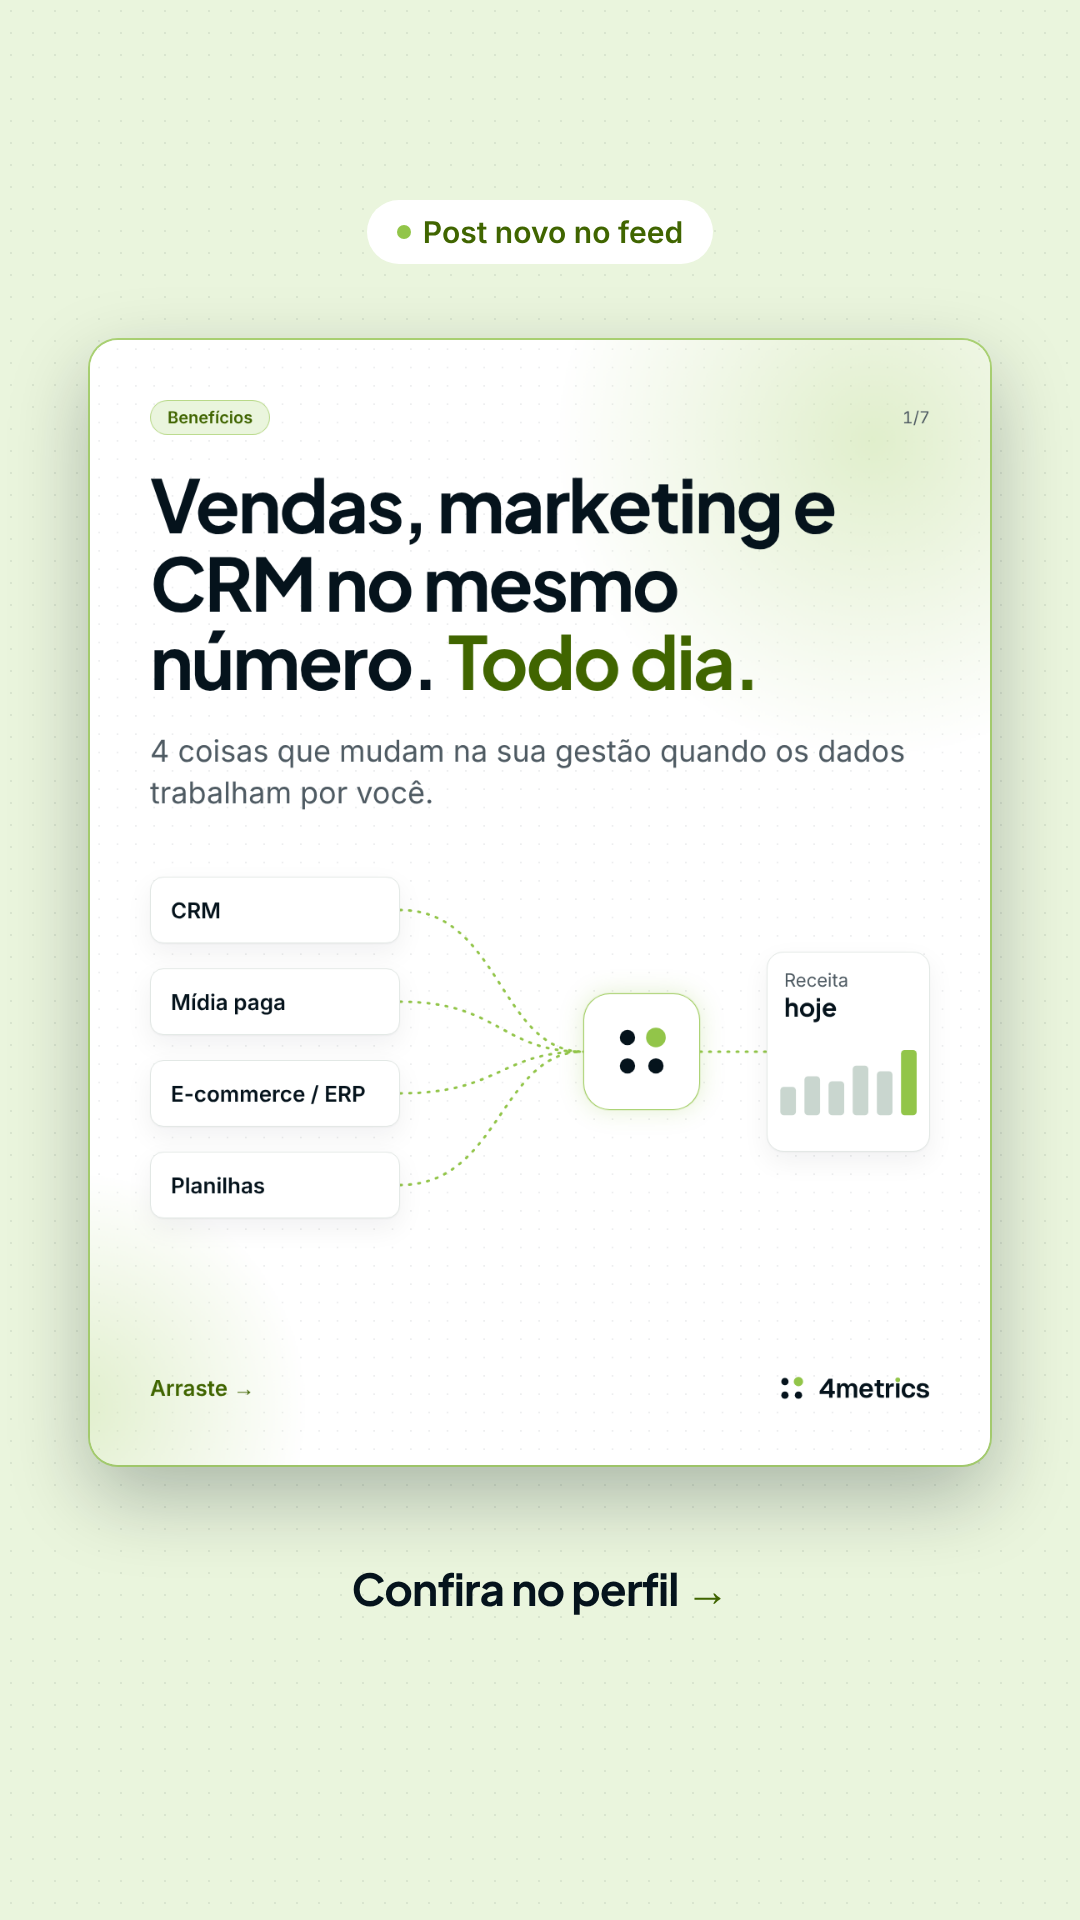 Post novo no feed
Benefícios
1/7
Vendas, marketing e
CRM no mesmo
número. Todo dia.
4 coisas que mudam na sua gestão quando os dados
trabalham por você.
CRM
Mídia paga
E-commerce / ERP
Planilhas
Receita
hoje
Arraste →
4metrics
Confira no perfil →